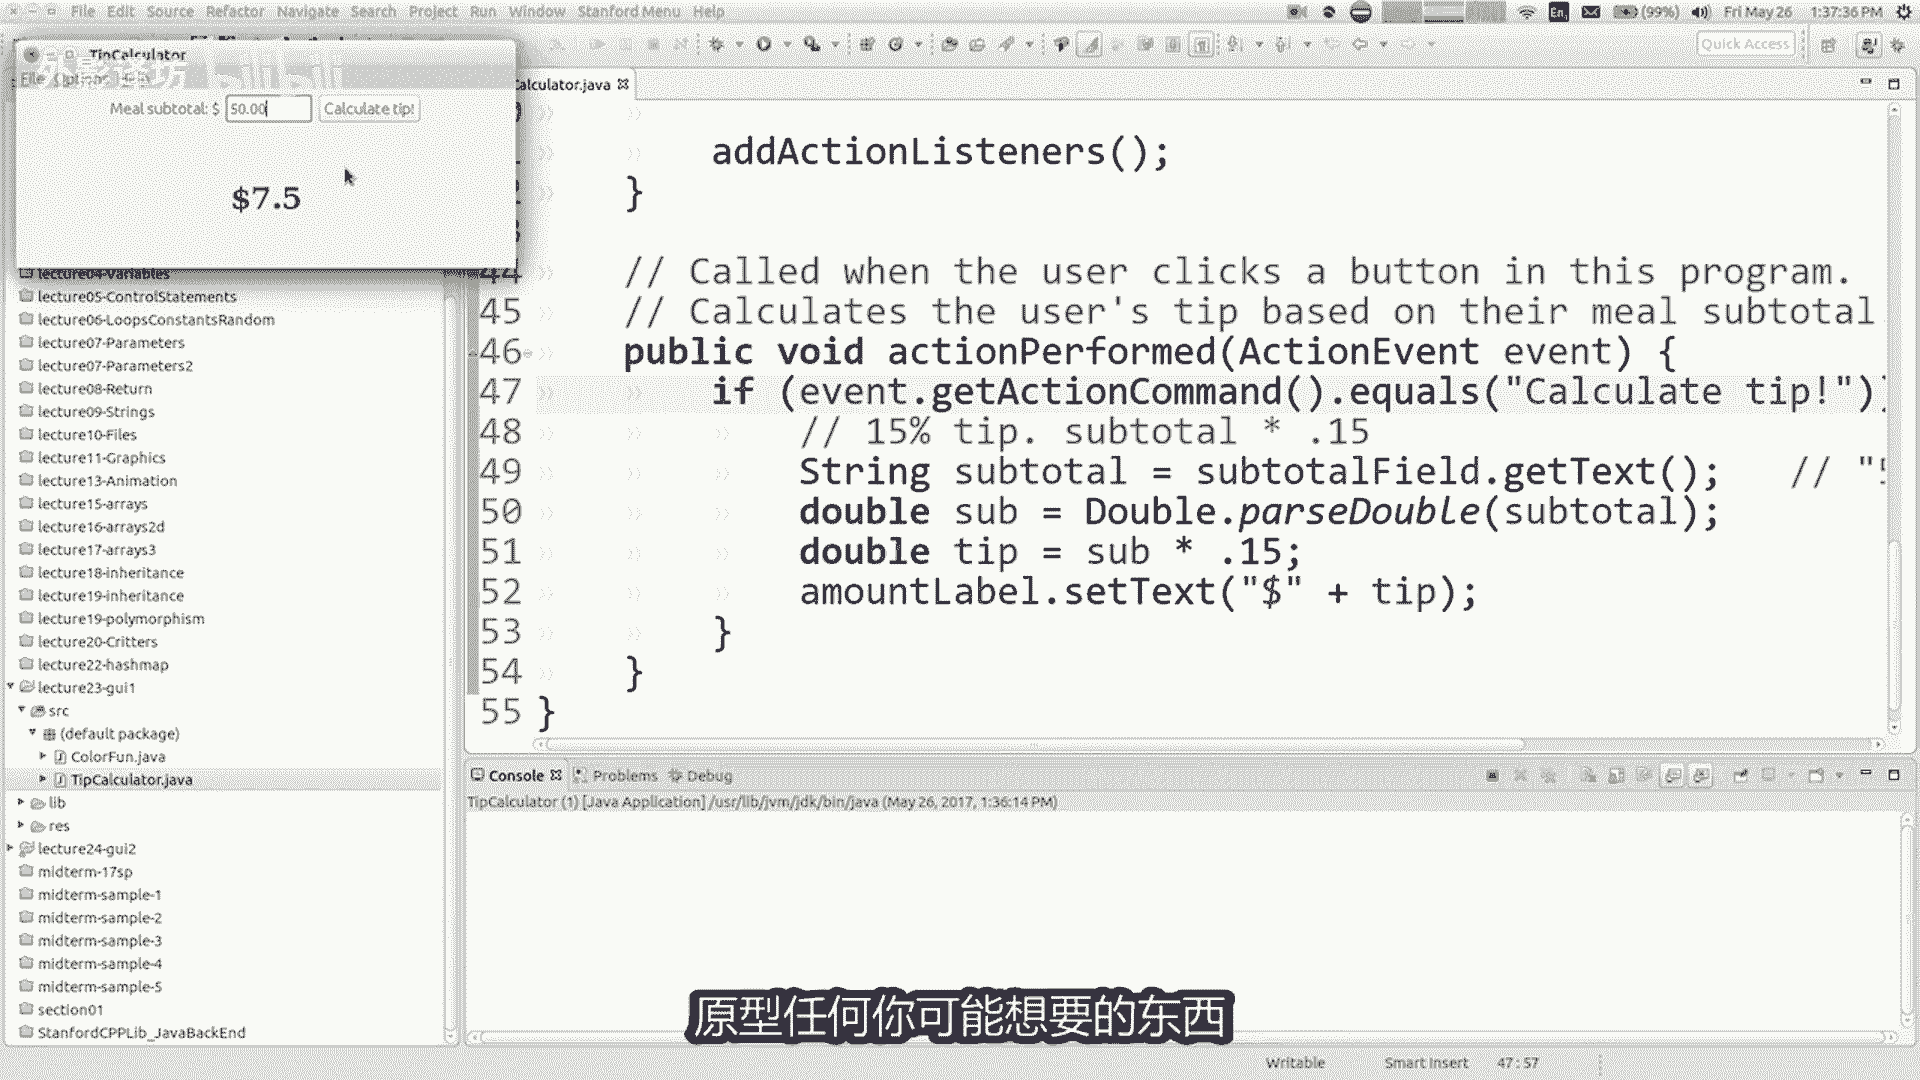 File Edit Source Refactor Navigate Search Project Run Window Stanford Menu Help
En (99%) Fri May 26 1:37:36 PM
TipCalculator
Quick Access
File Options
alculator.java
Meal subtotal: $ 50.00 Calculate tip!
$7.5
addActionListeners();
}
44 // Called when the user clicks a button in this program.
45 // Calculates the user's tip based on their meal subtotal
46 public void actionPerformed(ActionEvent event) {
47 if (event.getActionCommand().equals("Calculate tip!")
48 // 15% tip. subtotal * .15
49 String subtotal = subtotalField.getText(); // "
50 double sub = Double.parseDouble(subtotal);
51 double tip = sub * .15;
52 amountLabel.setText("$" + tip);
53 }
54 }
55 }
lecture04-Variables
lecture05-ControlStatements
lecture06-LoopsConstantsRandom
lecture07-Parameters
lecture07-Parameters2
lecture08-Return
lecture09-Strings
lecture10-Files
lecture11-Graphics
lecture13-Animation
lecture15-arrays
lecture16-arrays2d
lecture17-arrays3
lecture18-inheritance
lecture19-inheritance
lecture19-polymorphism
lecture20-Critters
lecture22-hashmap
lecture23-gui1
src
(default package)
ColorFun.java
TipCalculator.java
lib
res
lecture24-gui2
midterm-17sp
midterm-sample-1
midterm-sample-2
midterm-sample-3
midterm-sample-4
midterm-sample-5
section01
StanfordCPPLib_JavaBackEnd
Console Problems Debug
TipCalculator (1) [Java Application] /usr/lib/jvm/jdk/bin/java (May 26, 2017, 1:36:14 PM)
原型任何你可能想要的东西
Writable Smart Insert 47 : 57